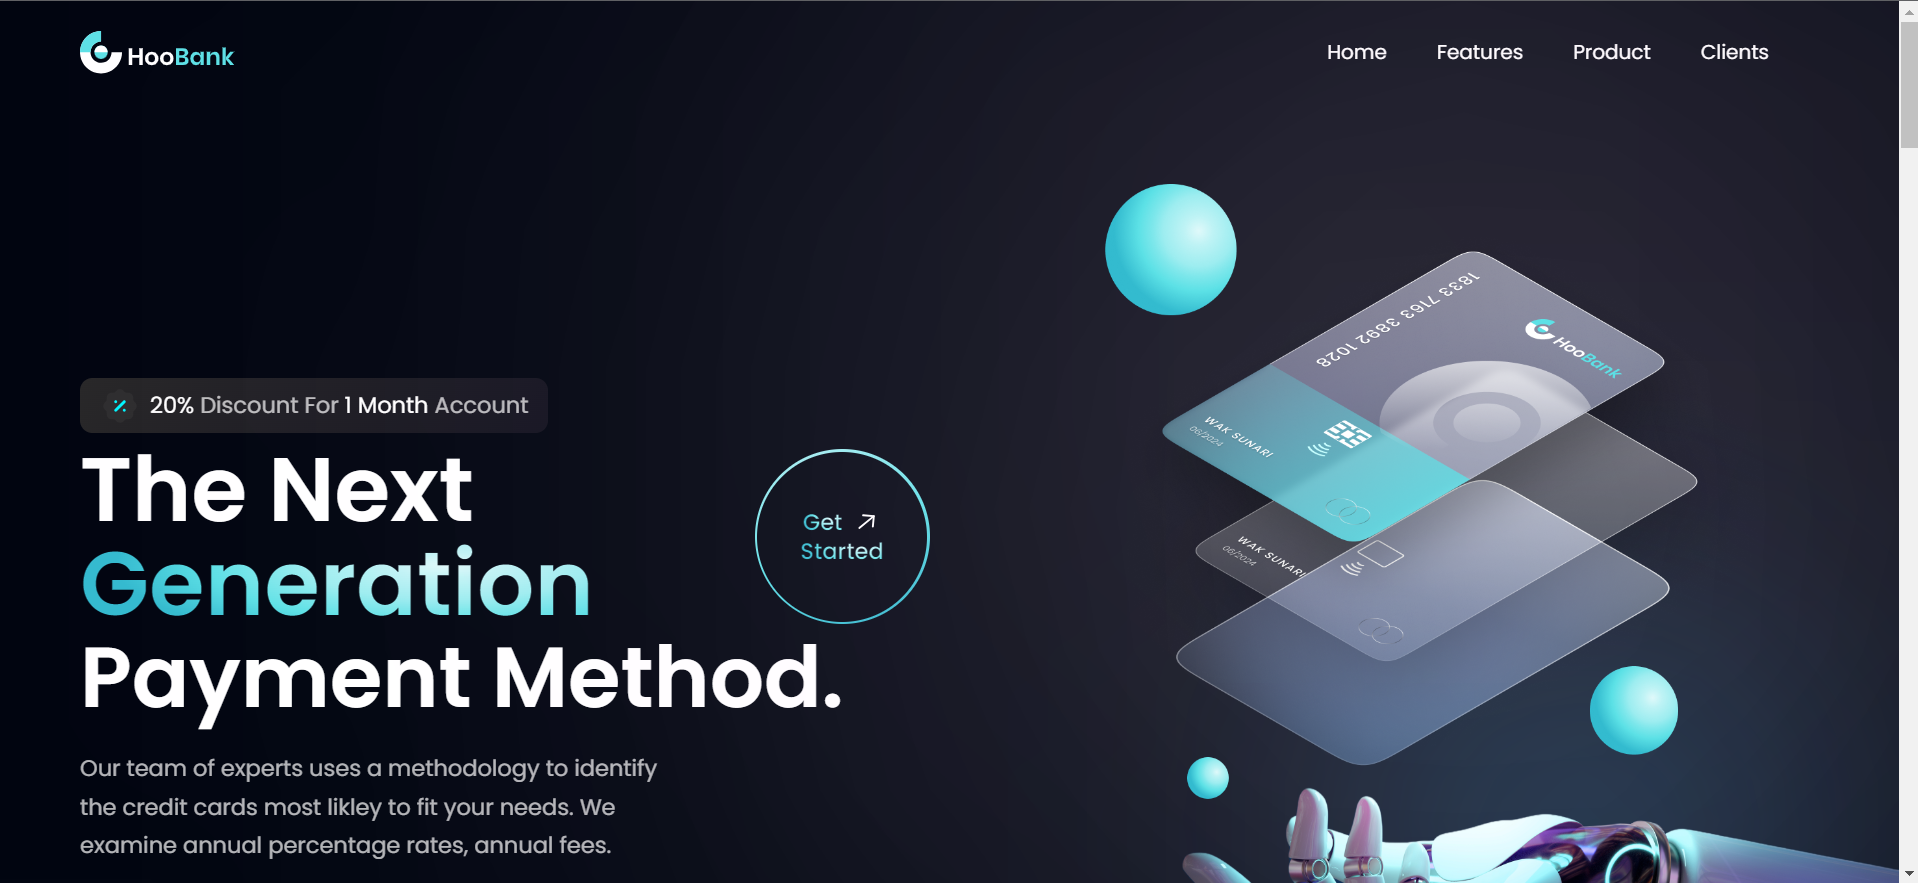 HooBank
Home Features Product Clients
20% Discount For 1 Month Account
The Next
Generation
Payment Method.
Get
Started
Our team of experts uses a methodology to identify
the credit cards most likley to fit your needs. We
examine annual percentage rates, annual fees.
1833 7163 3892 1028
HooBank
WAK SUNARI
06/2024
WAK SUNARI
06/2024